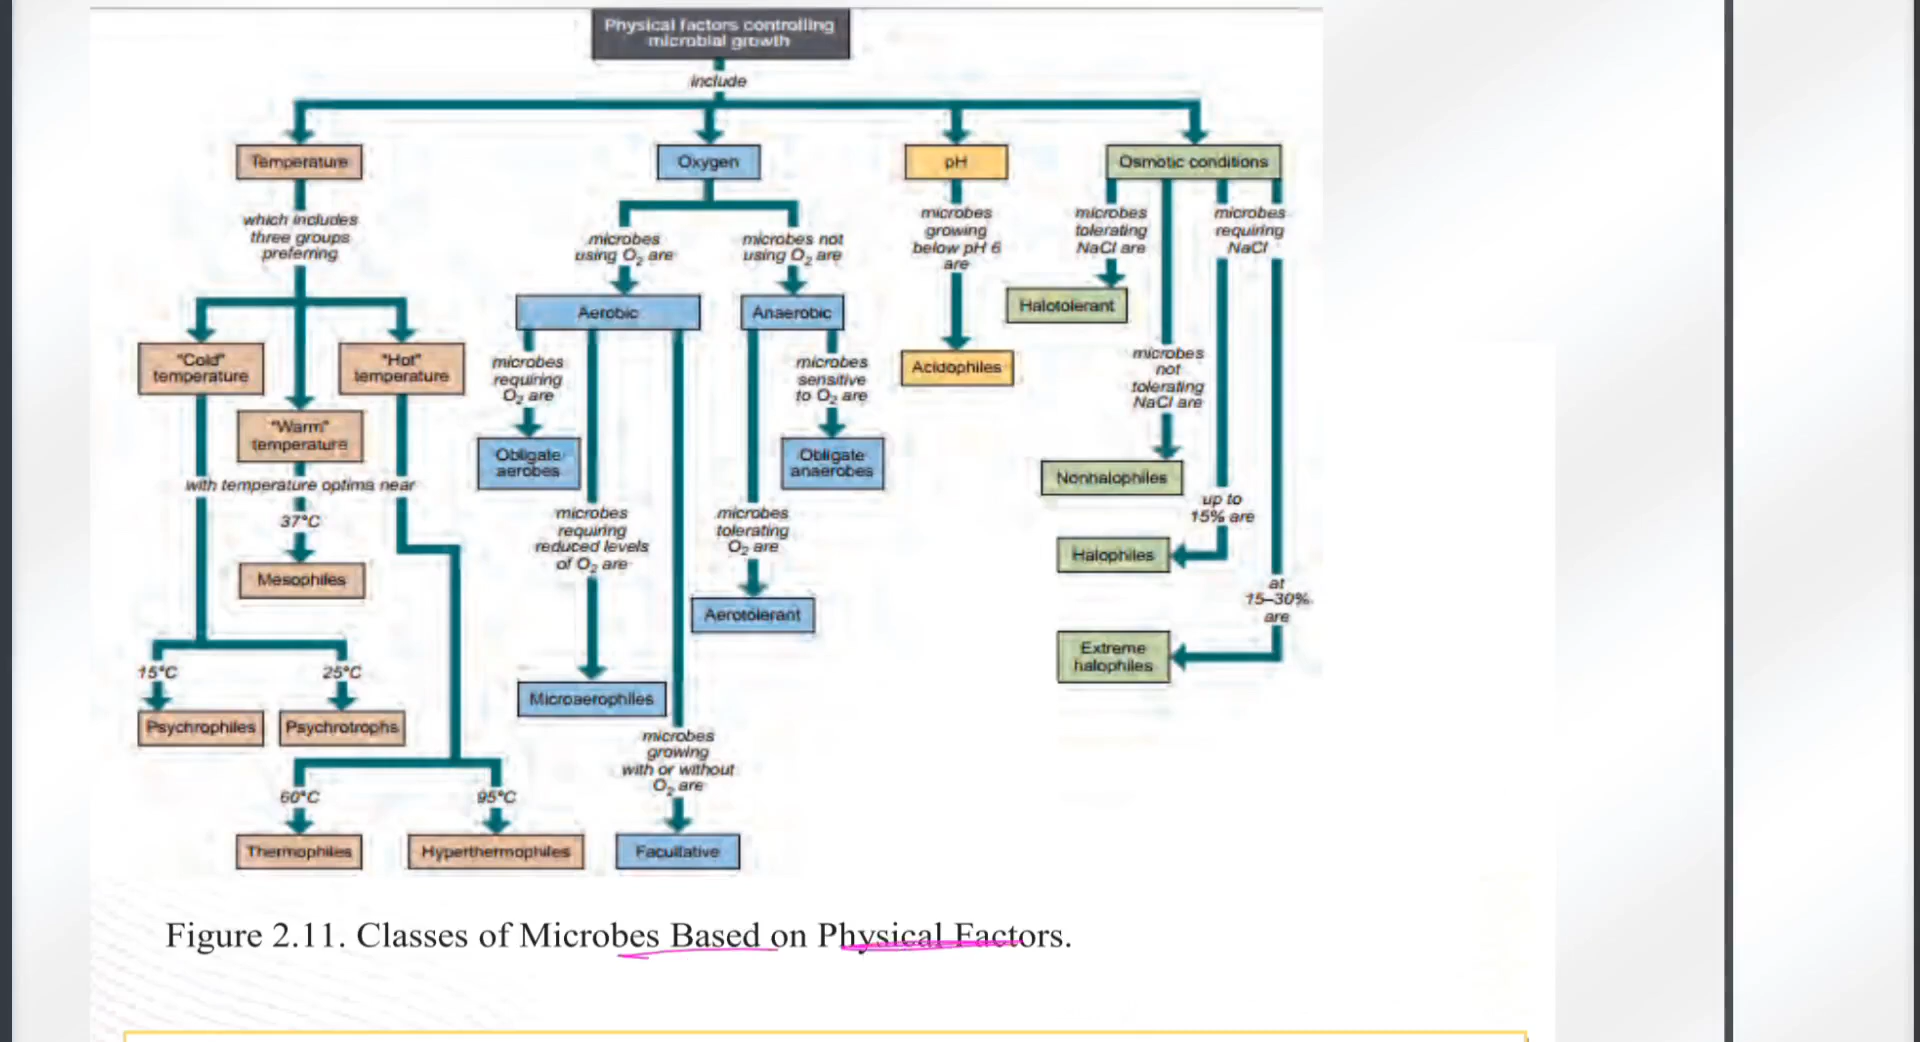 Physical factors controlling
microbial growth
include
Temperature
Oxygen
pH
Osmotic conditions
which includes
three groups
preferring
microbes
using O₂ are
microbes not
using O₂ are
microbes
growing
below pH 6
are
microbes
tolerating
NaCl are
microbes
requiring
NaCl
Halotolerant
Aerobic
Anaerobic
"Cold"
temperature
"Hot"
temperature
microbes
requiring
O₂ are
microbes
sensitive
to O₂ are
Acidophiles
microbes
not
tolerating
NaCl are
"Warm"
temperature
Obligate
aerobes
Obligate
anaerobes
Nonhalophiles
with temperature optima near
37°C
microbes
requiring
reduced levels
of O₂ are
microbes
tolerating
O₂ are
up to
15% are
Halophiles
Mesophiles
at
15–30%
are
Aerotolerant
Extreme
halophiles
15°C
25°C
Microaerophiles
Psychrophiles
Psychrotrophs
microbes
growing
with or without
O₂ are
60°C
95°C
Thermophiles
Hyperthermophiles
Facultative
Figure 2.11. Classes of Microbes Based on Physical Factors.